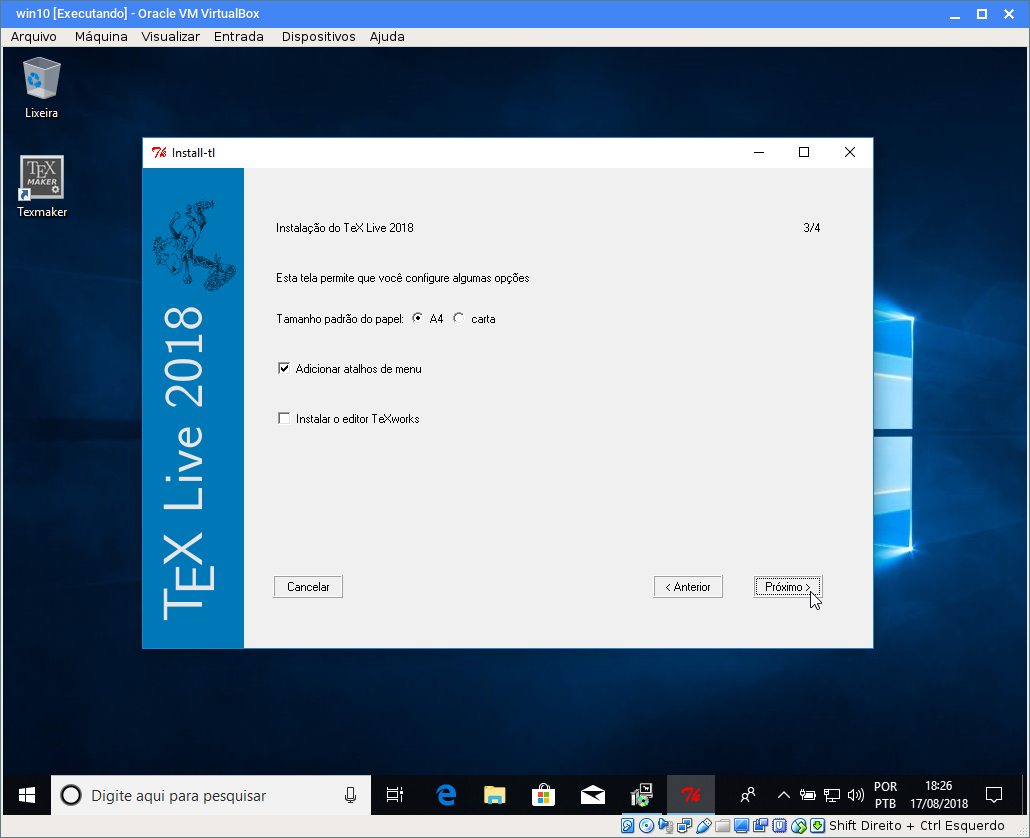 win10 [Executando] - Oracle VM VirtualBox
Arquivo Máquina Visualizar Entrada Dispositivos Ajuda
Lixeira
TEX
MAKER
Texmaker
Install-tl
TEX Live 2018
Instalação do TeX Live 2018 3/4
Esta tela permite que você configure algumas opções
Tamanho padrão do papel: A4 carta
Adicionar atalhos de menu
Instalar o editor TeXworks
Cancelar < Anterior Próximo >
Digite aqui para pesquisar
POR
PTB
18:26
17/08/2018
Shift Direito + Ctrl Esquerdo